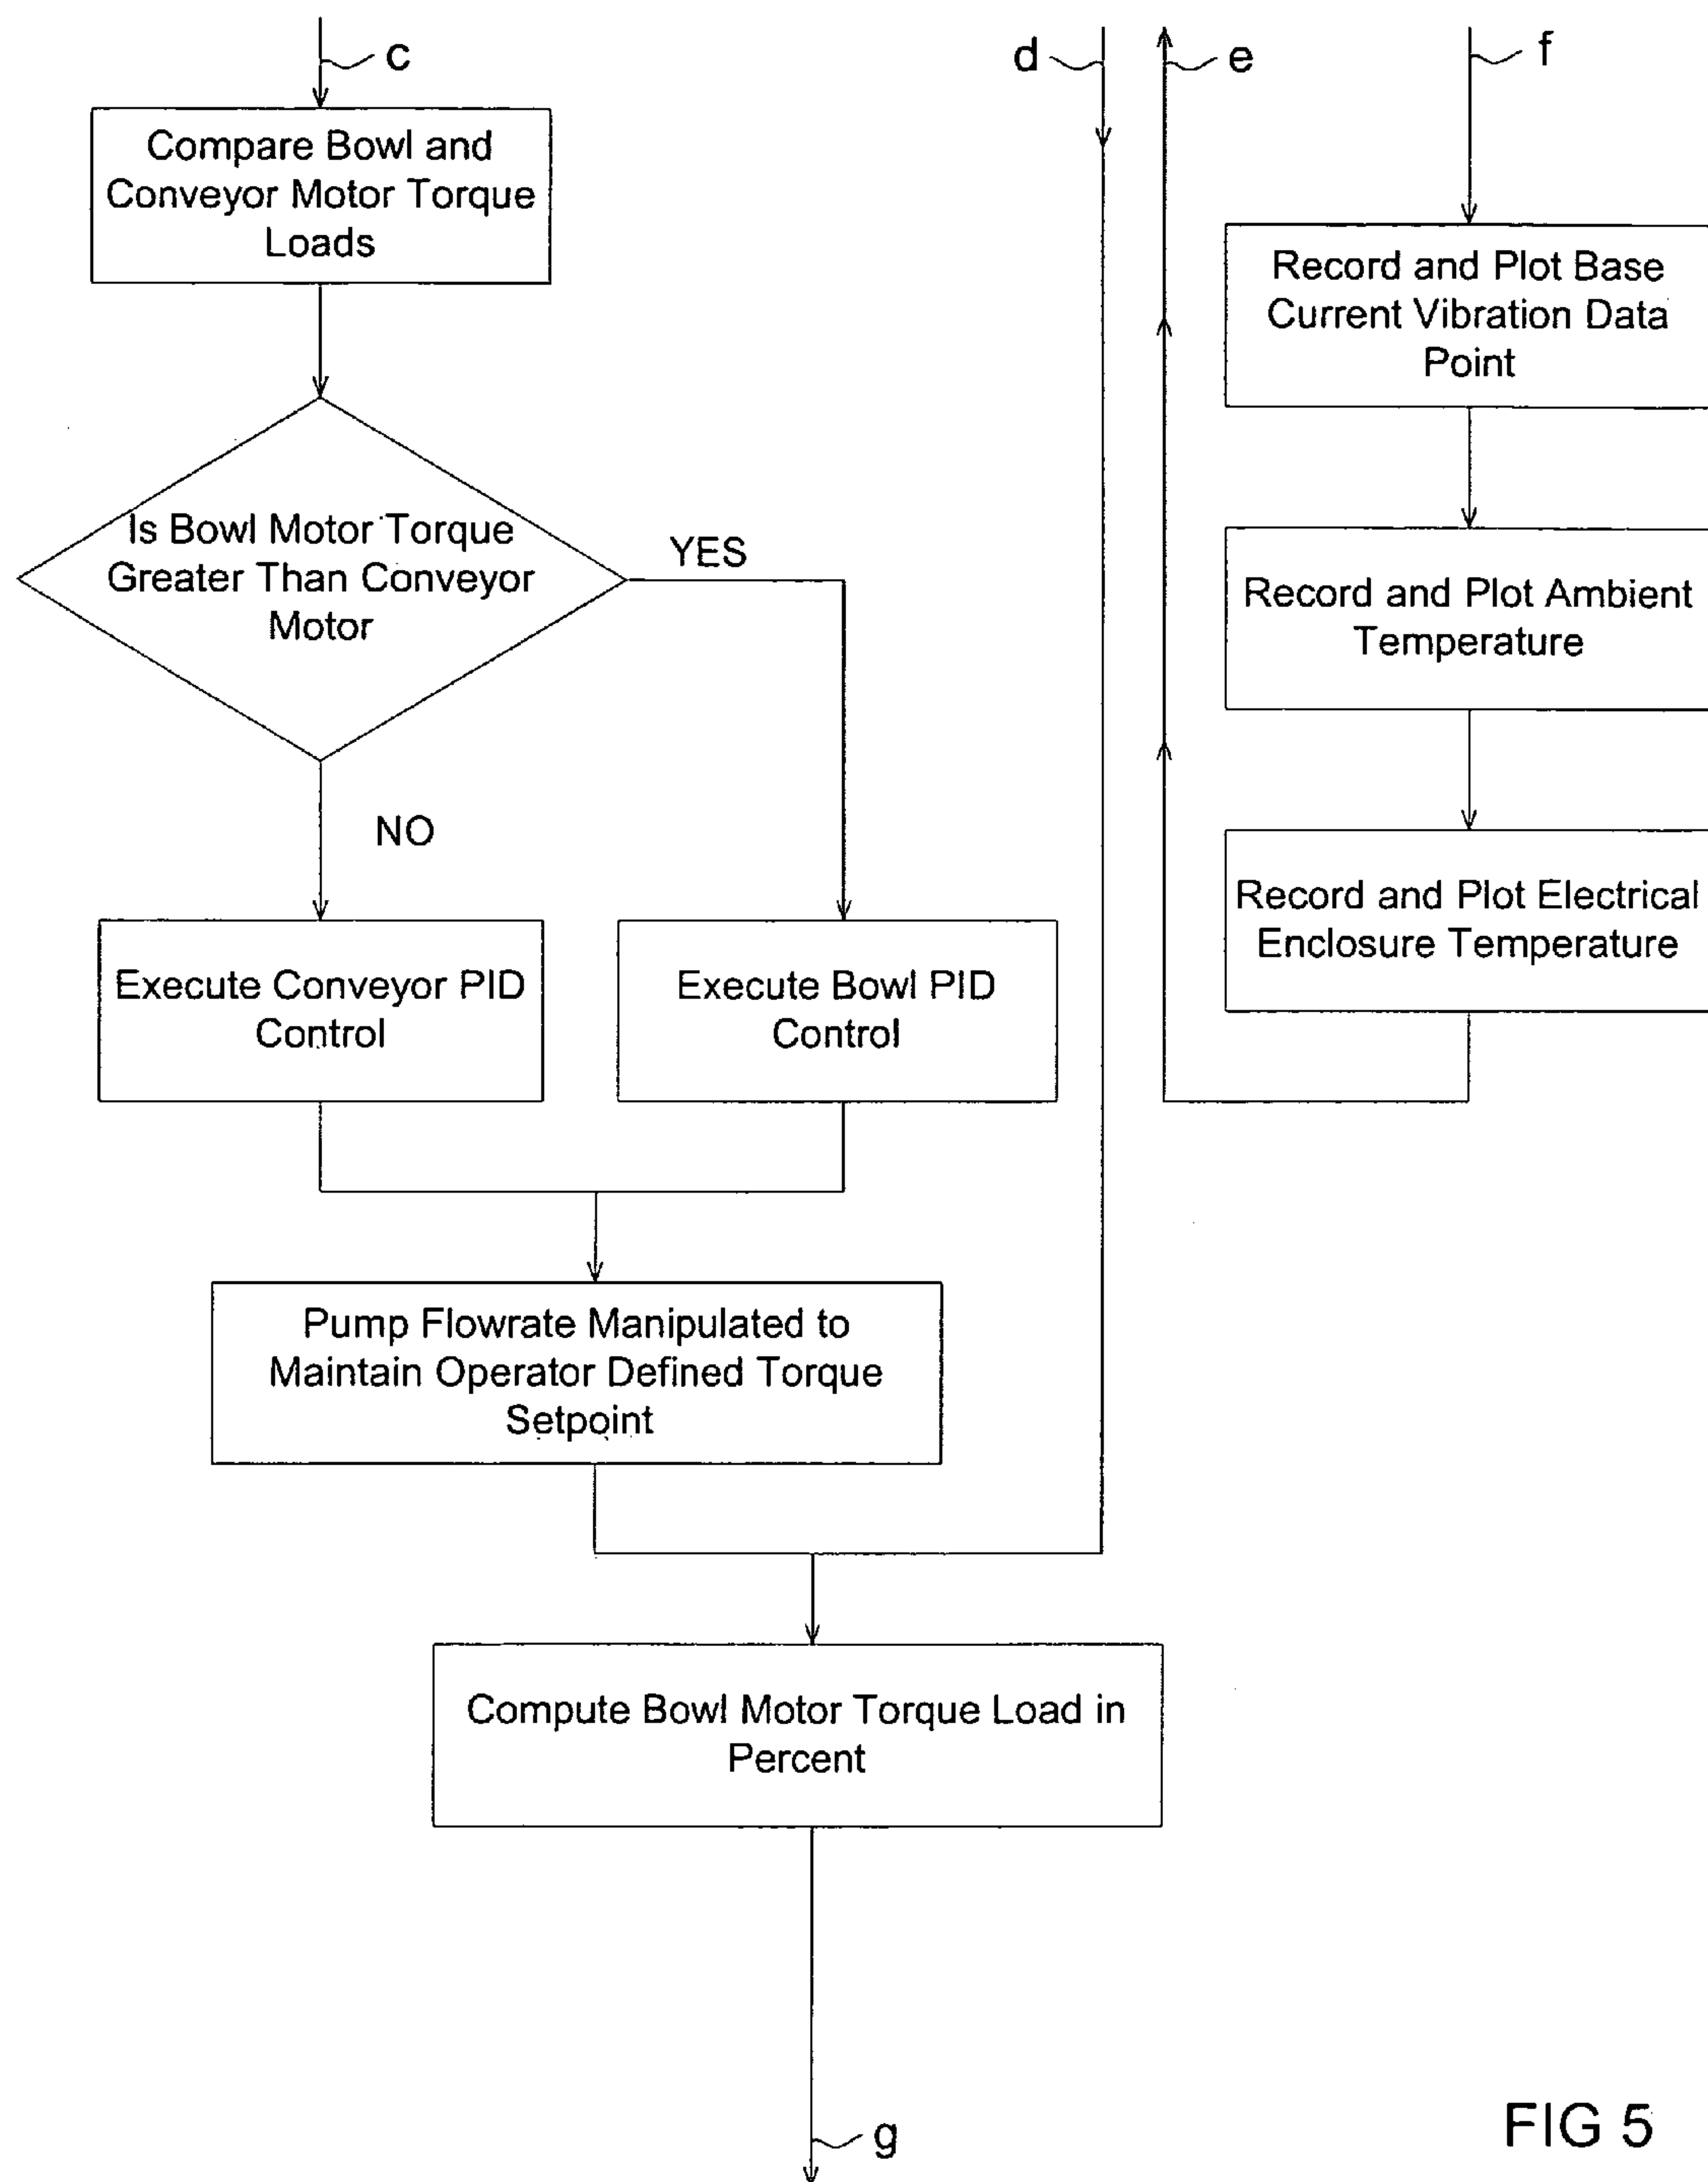 c
d
e
f
Compare Bowl and
Conveyor Motor Torque
Loads
Is Bowl Motor Torque
Greater Than Conveyor
Motor
YES
NO
Execute Conveyor PID
Control
Execute Bowl PID
Control
Pump Flowrate Manipulated to
Maintain Operator Defined Torque
Setpoint
Compute Bowl Motor Torque Load in
Percent
g
Record and Plot Base
Current Vibration Data
Point
Record and Plot Ambient
Temperature
Record and Plot Electrical
Enclosure Temperature
FIG 5